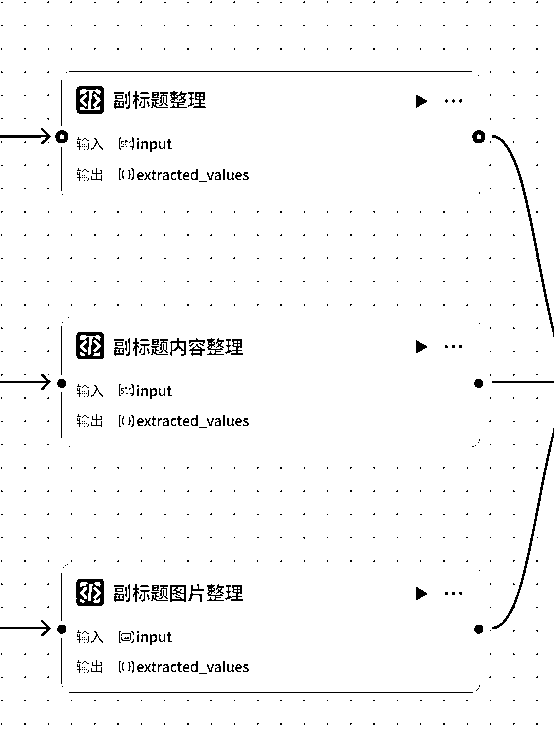 副标题整理
输入 input
输出 extracted_values
副标题内容整理
输入 input
输出 extracted_values
副标题图片整理
输入 input
输出 extracted_values